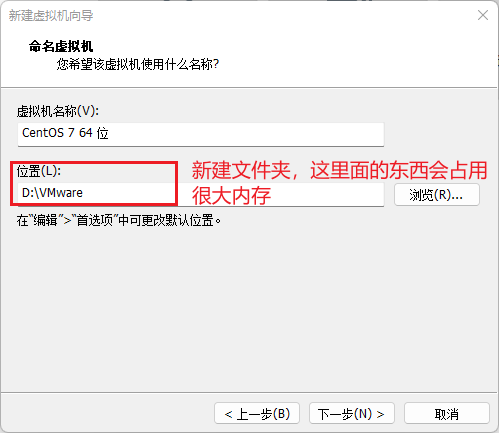 新建虚拟机向导
命名虚拟机
您希望该虚拟机使用什么名称?
虚拟机名称(V):
CentOS 7 64 位
位置(L):
D:\VMware
新建文件夹，这里面的东西会占用
很大内存
浏览(R)...
在“编辑”>“首选项”中可更改默认位置。
< 上一步(B)
下一步(N) >
取消